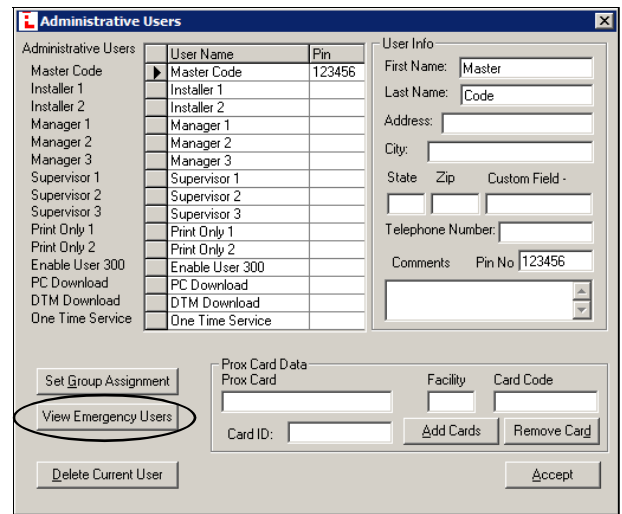 Administrative Users
Administrative Users
Master Code
Installer 1
Installer 2
Manager 1
Manager 2
Manager 3
Supervisor 1
Supervisor 2
Supervisor 3
Print Only 1
Print Only 2
Enable User 300
PC Download
DTM Download
One Time Service
User Name Pin
Master Code 123456
Installer 1
Installer 2
Manager 1
Manager 2
Manager 3
Supervisor 1
Supervisor 2
Supervisor 3
Print Only 1
Print Only 2
Enable User 300
PC Download
DTM Download
One Time Service
User Info
First Name: Master
Last Name: Code
Address:
City:
State Zip Custom Field -
Telephone Number:
Comments Pin No 123456
Set Group Assignment
View Emergency Users
Delete Current User
Prox Card Data
Prox Card Facility Card Code
Card ID: Add Cards Remove Card
Accept